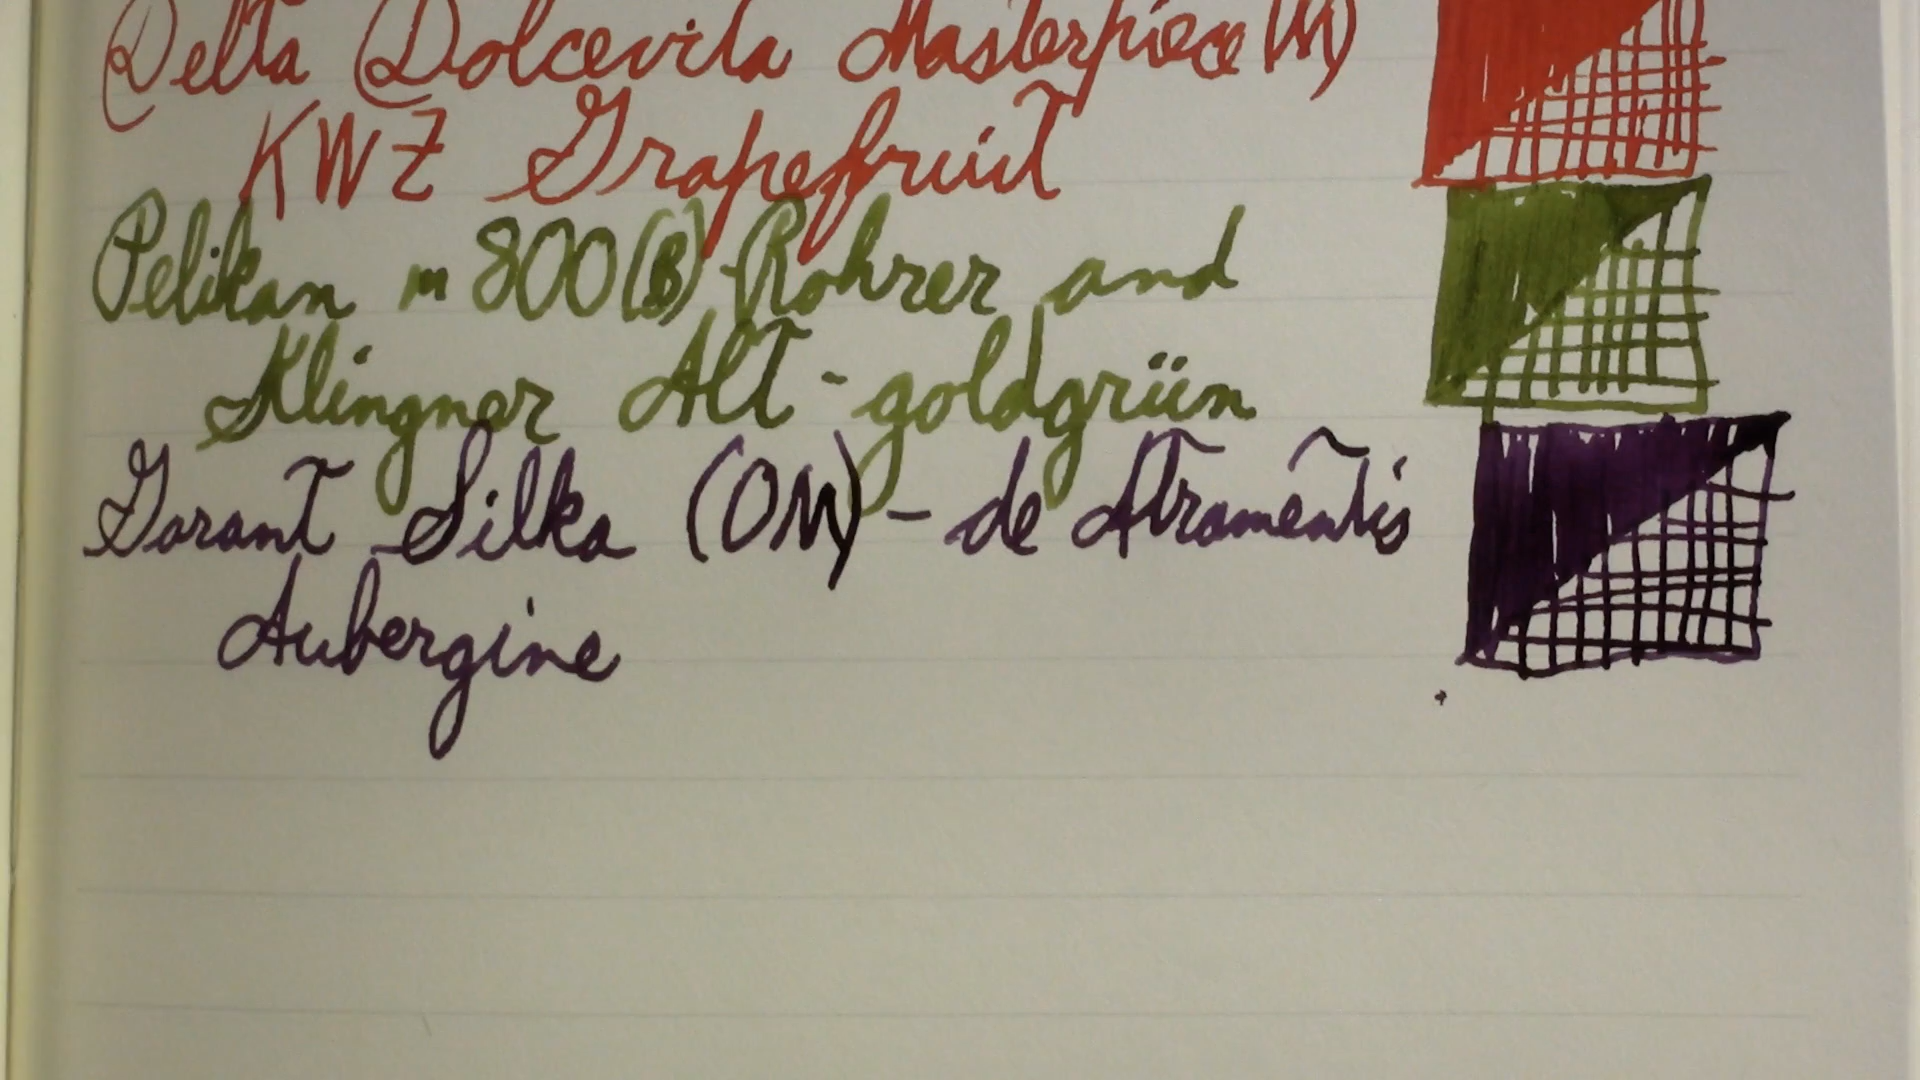 Delta Dolcevita Masterpiece (M)
KWZ Grapefruit
Pelikan m800 (B) - Rohrer and
Klingner Alt-goldgrün
Garant Silka (OM) - de Atramentis
Aubergine